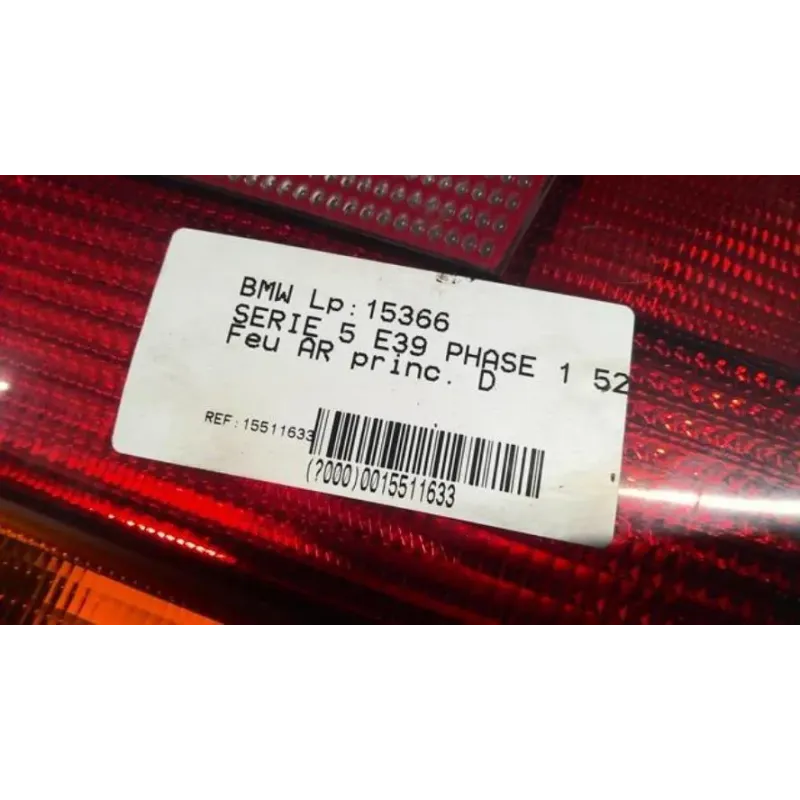 BMW Lp:15366
SERIE 5 E39 PHASE 1 52
Feu AR princ. D
REF:15511633
(?000)0015511633